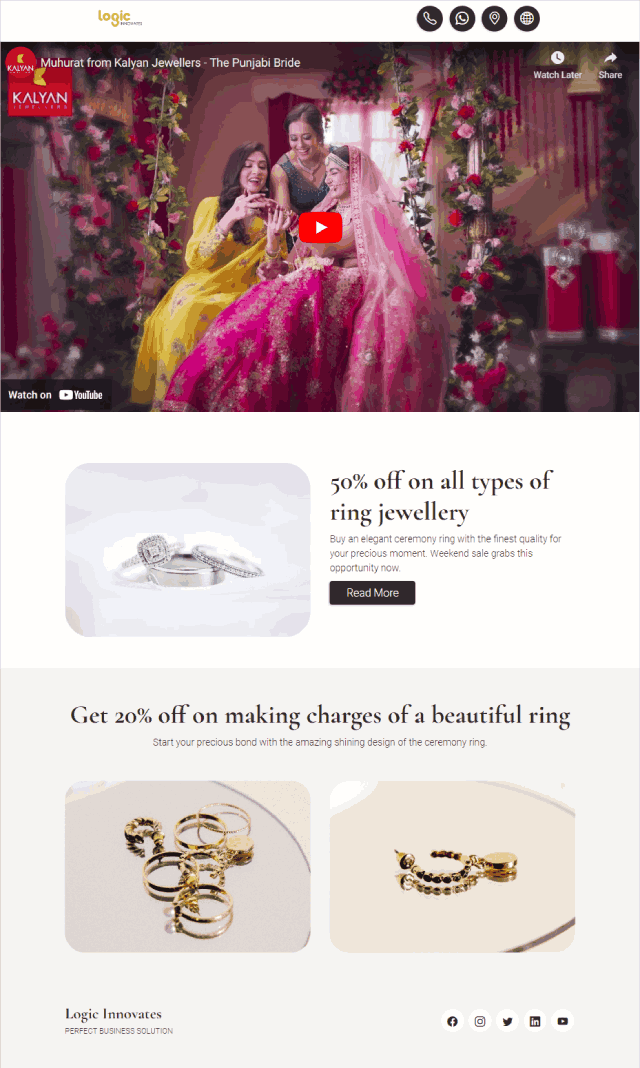 logic
INNOVATES
KALYAN
Muhurat from Kalyan Jewellers - The Punjabi Bride
Watch Later
Share
KALYAN
JEWELLERS
Watch on YouTube
50% off on all types of
ring jewellery
Buy an elegant ceremony ring with the finest quality for
your precious moment. Weekend sale grabs this
opportunity now.
Read More
Get 20% off on making charges of a beautiful ring
Start your precious bond with the amazing shining design of the ceremony ring.
Logic Innovates
PERFECT BUSINESS SOLUTION